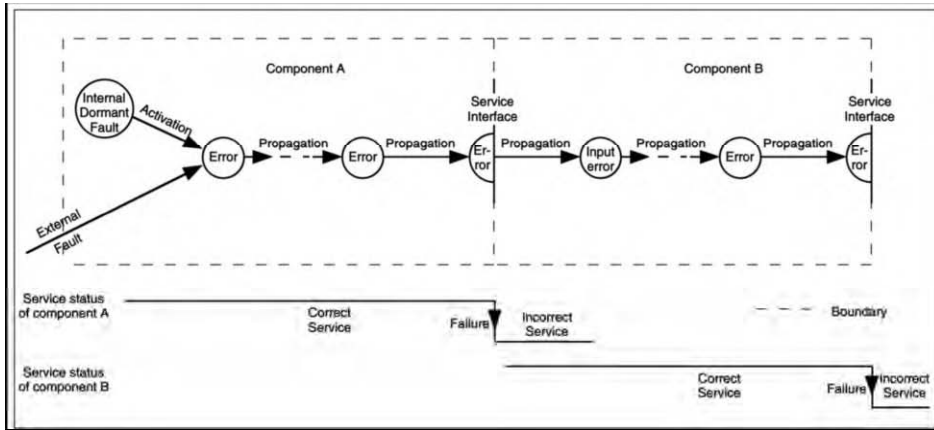 Component A
Component B
Internal
Dormant
Fault
Activation
Service
Interface
Service
Interface
Error
Propagation
Error
Propagation
Er-
ror
Propagation
Input
error
Propagation
Error
Propagation
Er-
ror
External
Fault
Service status
of component A
Correct
Service
Failure
Incorrect
Service
Boundary
Service status
of component B
Correct
Service
Failure
Incorrect
Service